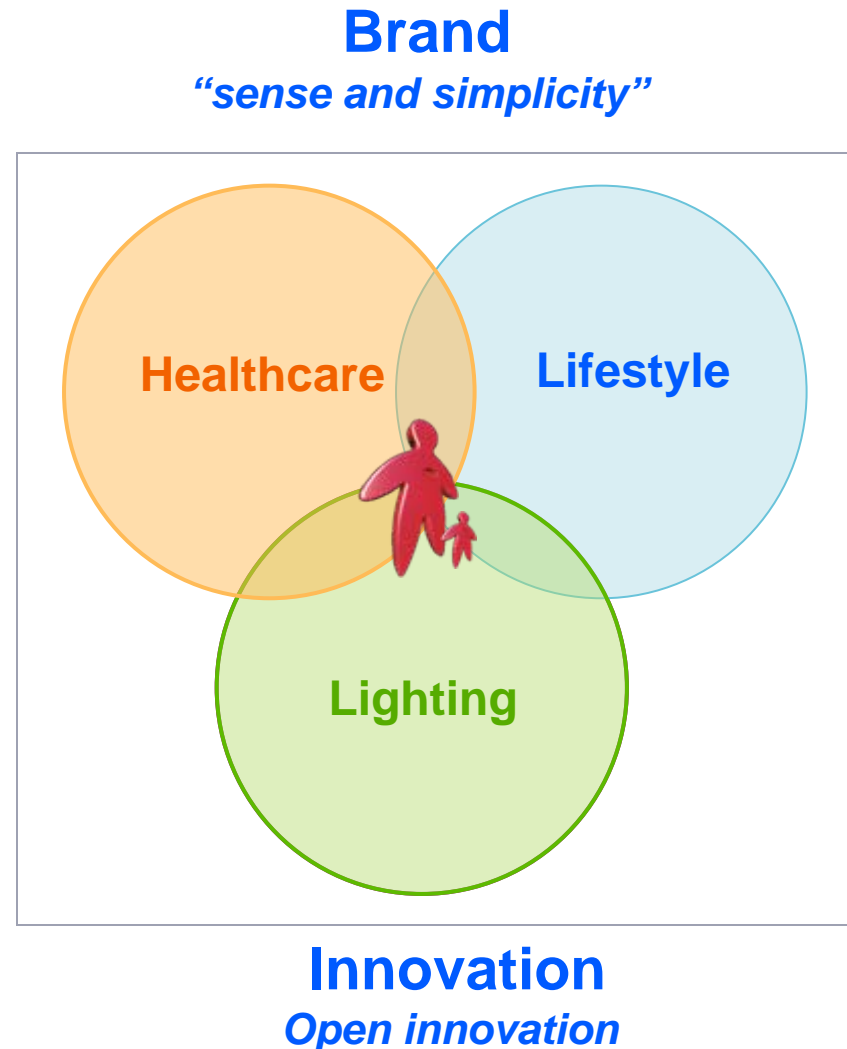 Brand
“sense and simplicity”
Healthcare
Lifestyle
Lighting
Innovation
Open innovation